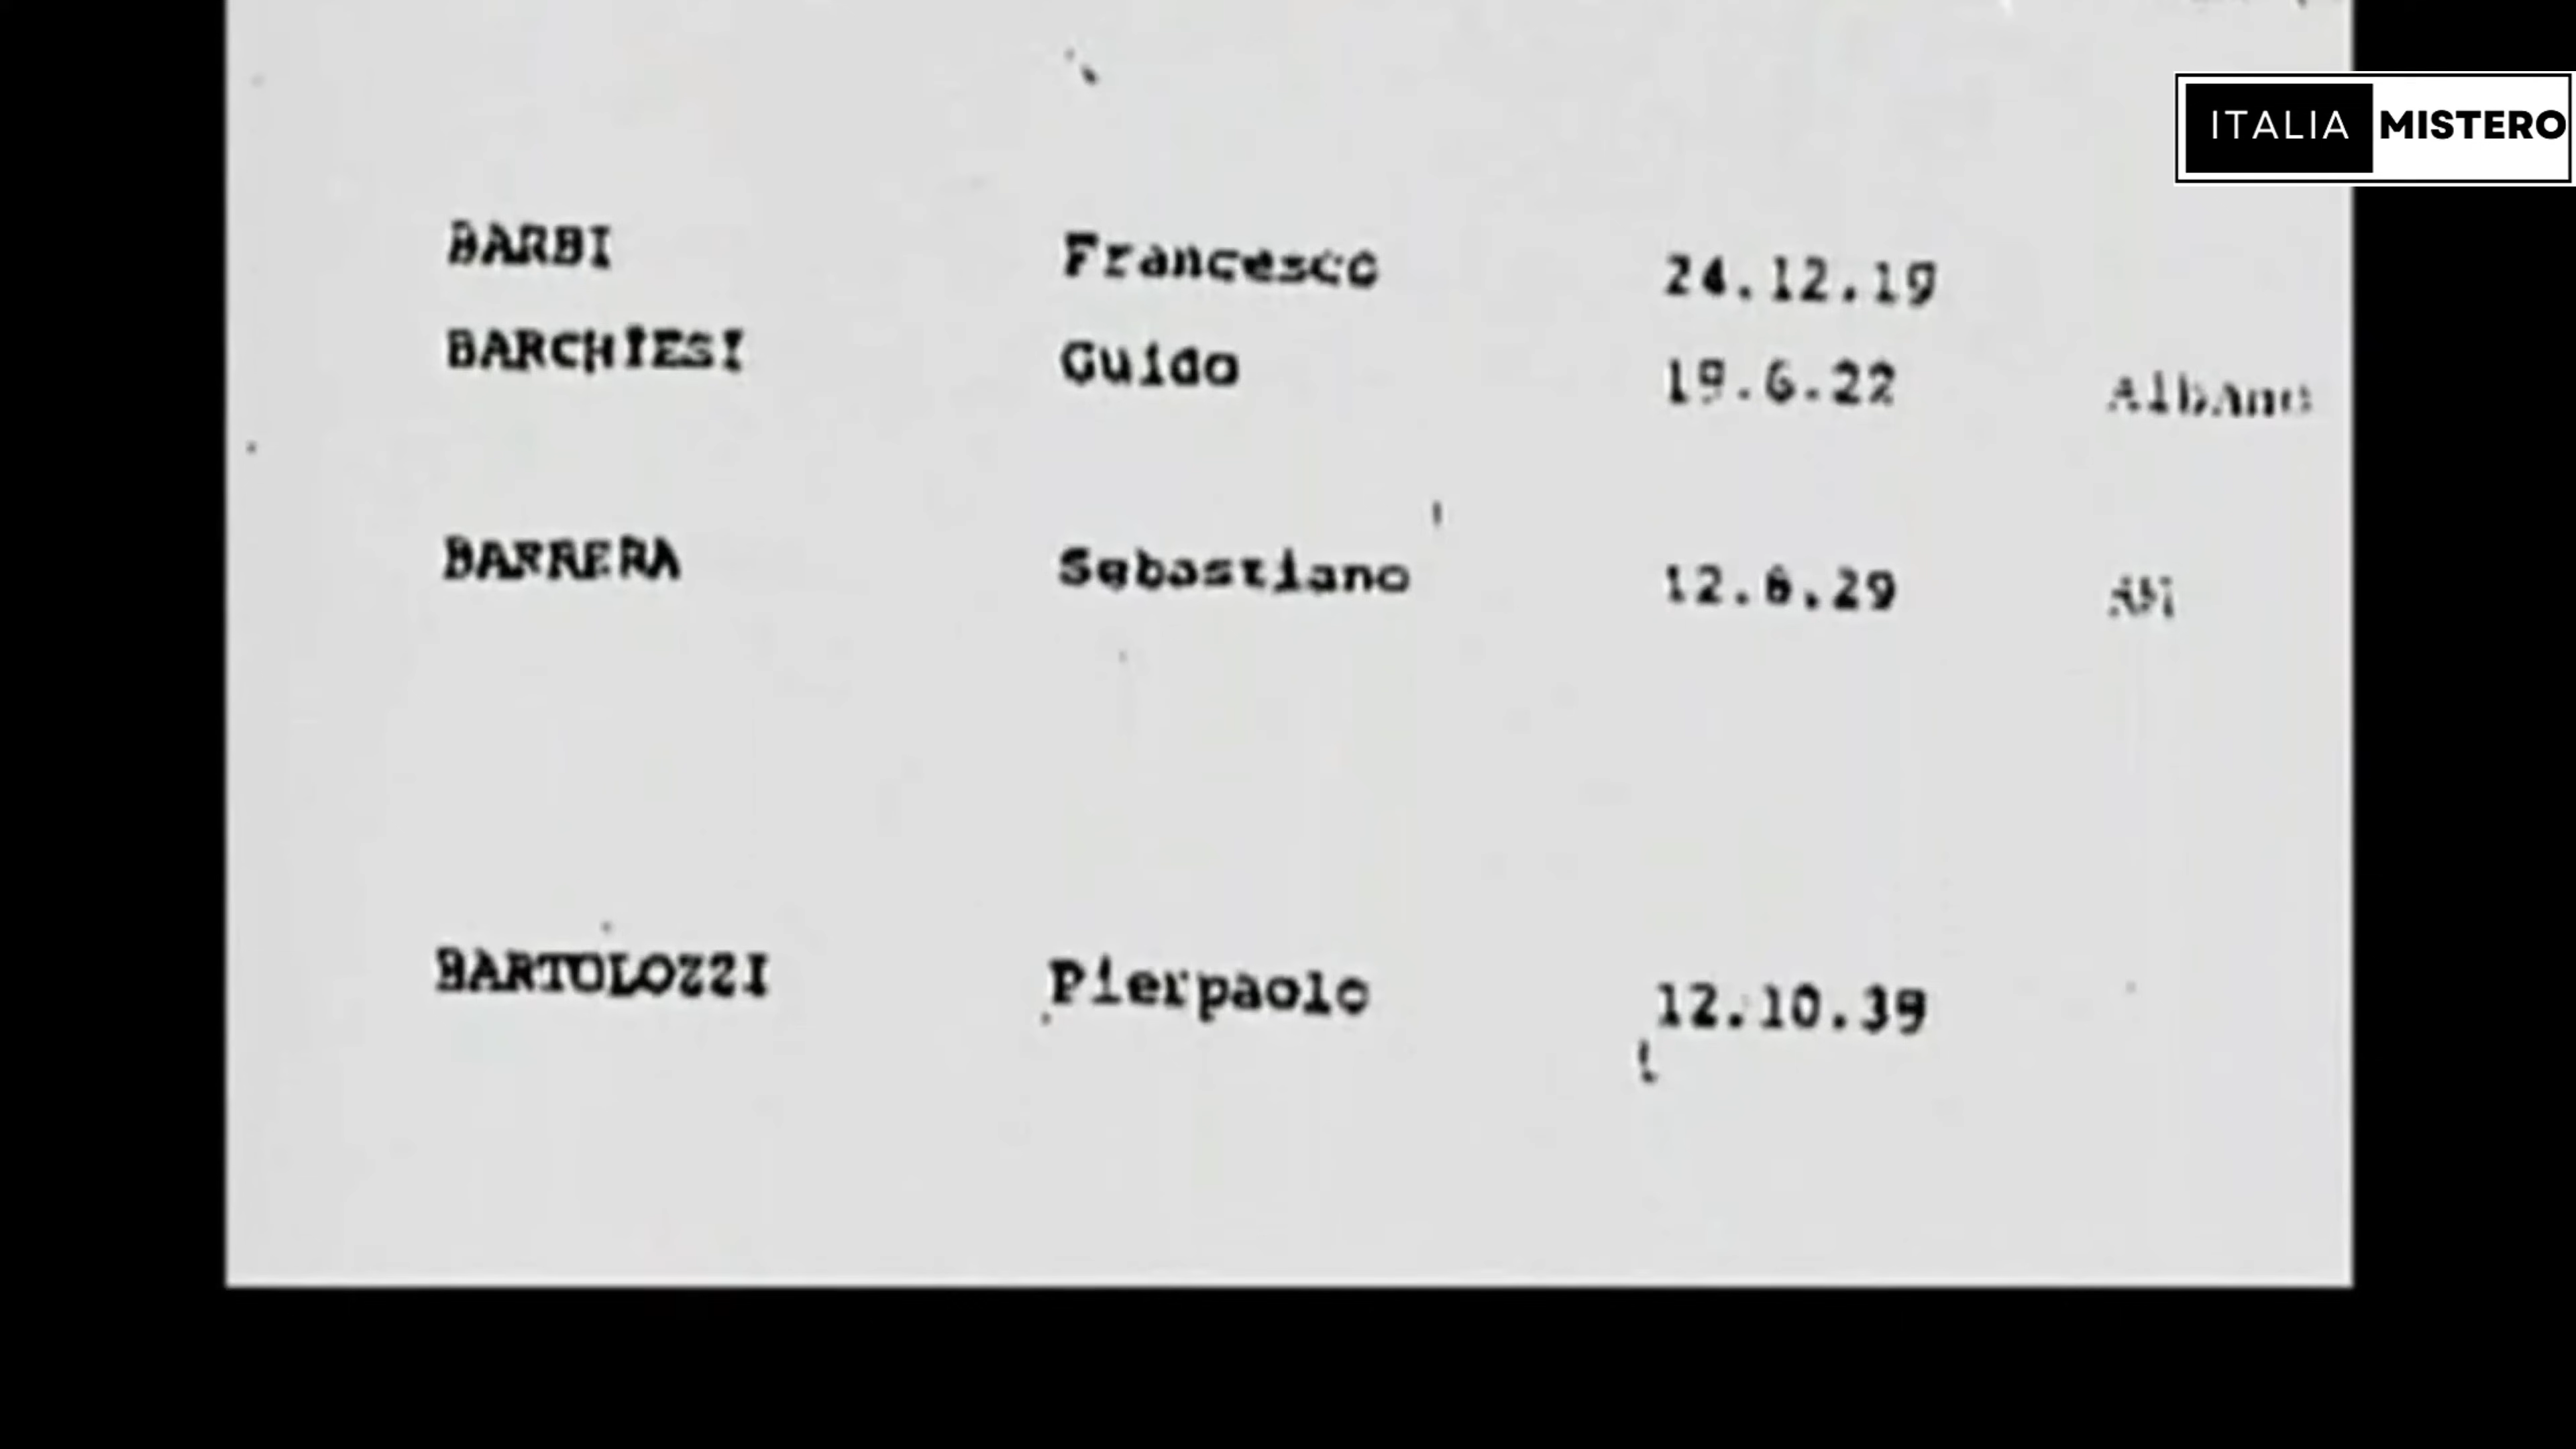 ITALIA MISTERO
BARBI Francesco 24.12.19
BARCHIESI Guido 19.6.22 Albano
BARRERA Sebastiano 12.6.29
BARTOLOZZI Pierpaolo 12.10.39